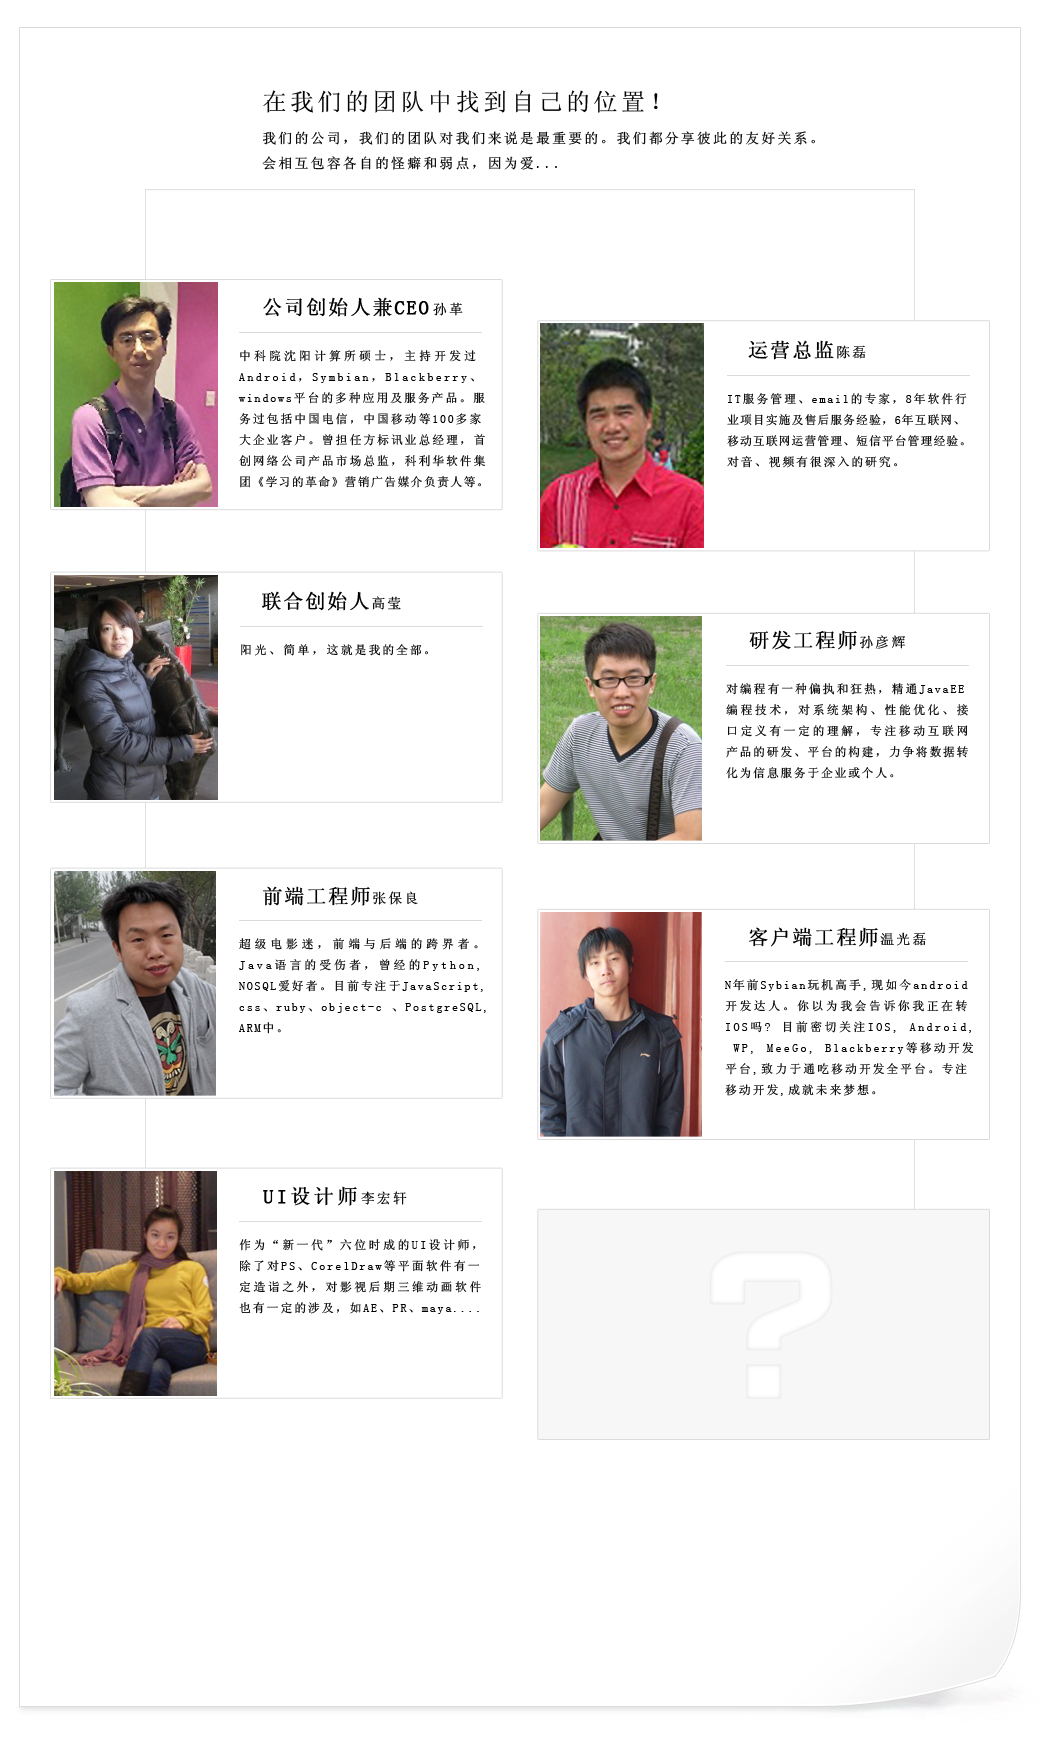 在我们的团队中找到自己的位置！
我们的公司，我们的团队对我们来说是最重要的。我们都分享彼此的友好关系。
会相互包容各自的怪癖和弱点，因为爱...
公司创始人兼CEO 孙革
中科院沈阳计算所硕士，主持开发过
Android，Symbian，Blackberry、
windows平台的多种应用及服务产品。服
务过包括中国电信，中国移动等100多家
大企业客户。曾担任方标讯业总经理，首
创网络公司产品市场总监，科利华软件集
团《学习的革命》营销广告媒介负责人等。
运营总监陈磊
IT服务管理、email的专家，8年软件行
业项目实施及售后服务经验，6年互联网、
移动互联网运营管理、短信平台管理经验。
对音、视频有很深入的研究。
联合创始人高莹
阳光、简单，这就是我的全部。
研发工程师孙彦辉
对编程有一种偏执和狂热，精通JavaEE
编程技术，对系统架构、性能优化、接
口定义有一定的理解，专注移动互联网
产品的研发、平台的构建，力争将数据转
化为信息服务于企业或个人。
前端工程师张保良
超级电影迷，前端与后端的跨界者。
Java语言的受伤者，曾经的Python,
NOSQL爱好者。目前专注于JavaScript,
css、ruby、object-c 、PostgreSQL,
ARM中。
客户端工程师温光磊
N年前Sybian玩机高手,现如今android
开发达人。你以为我会告诉你我正在转
IOS吗? 目前密切关注IOS, Android,
WP, MeeGo, Blackberry等移动开发
平台,致力于通吃移动开发全平台。专注
移动开发,成就未来梦想。
UI设计师李宏轩
作为“新一代”六位时成的UI设计师，
除了对PS、CorelDraw等平面软件有一
定造诣之外，对影视后期三维动画软件
也有一定的涉及，如AE、PR、maya....
?